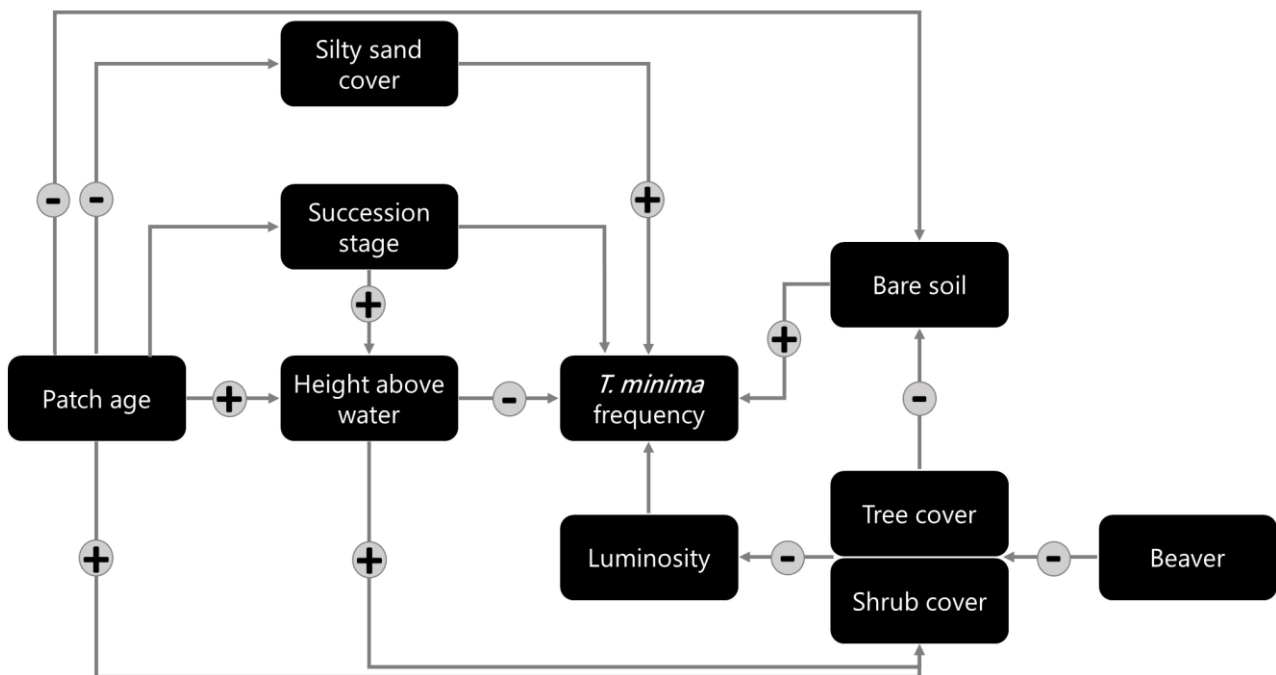 Silty sand
cover
-
-
+
Succession
stage
+
Bare soil
+
Patch age
+
Height above
water
-
T. minima
frequency
-
Tree cover
+
+
Luminosity
-
-
Beaver
Shrub cover